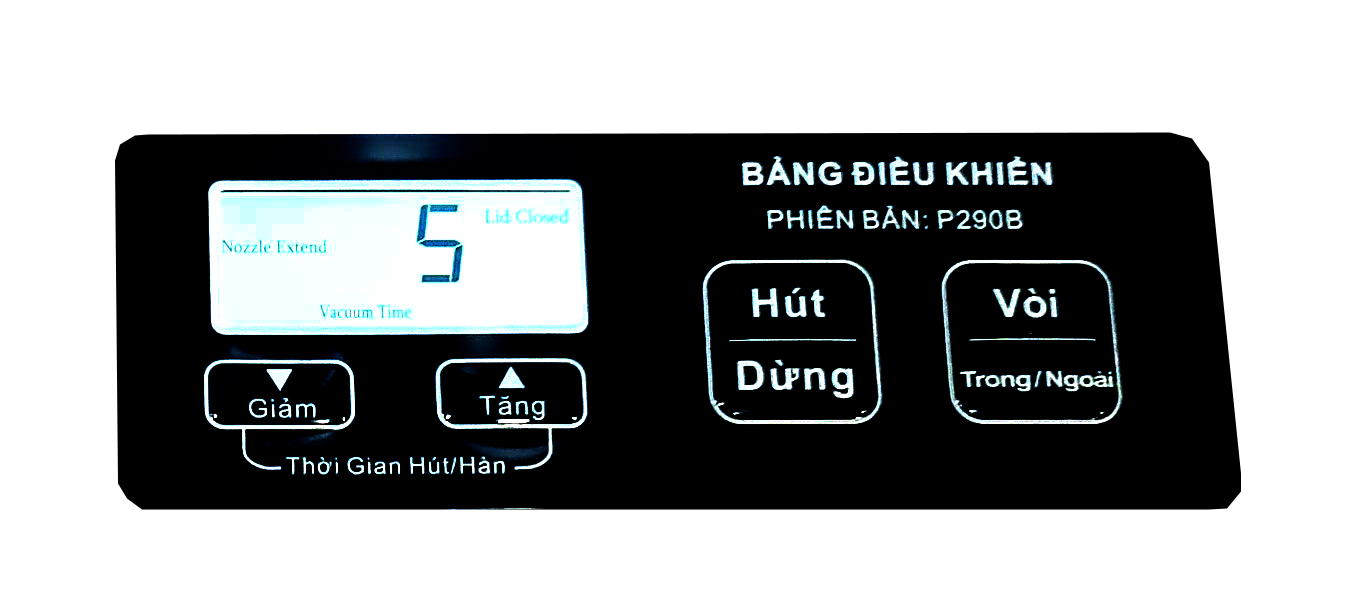 BẢNG ĐIỀU KHIỂN
PHIÊN BẢN: P290B
5
Lid Closed
Nozzle Extend
Vacuum Time
Giảm
Tăng
Thời Gian Hút/Hàn
Hút
Dừng
Vòi
Trong/Ngoài